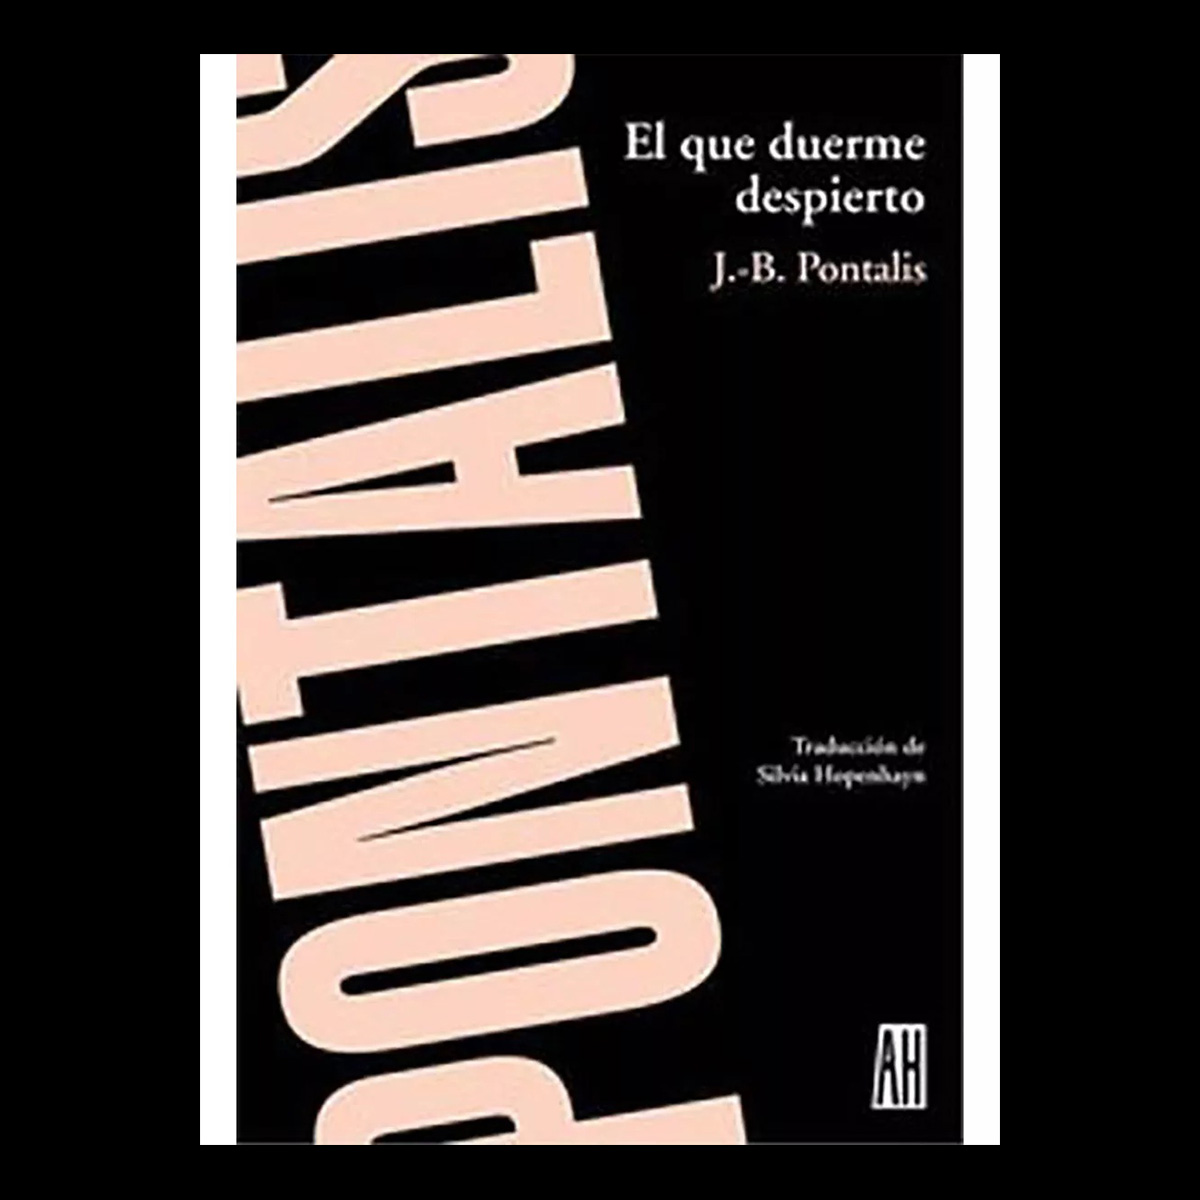 El que duerme
despierto
J.-B. Pontalis
PONTALIS
Traducción de
Silvia Hopenhayn
AH